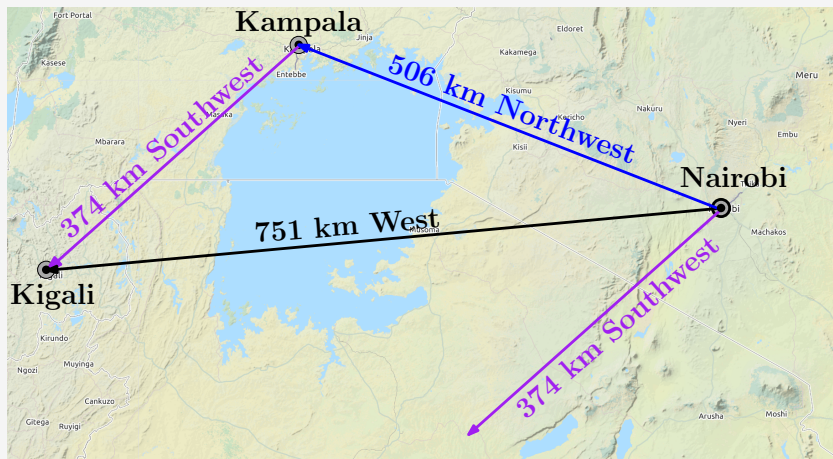 Fort Portal
Kampala
Jinja
Eldoret
Kasese
Kakamega
Entebbe
506 km Northwest
Meru
Kisumu
Nakuru
Kericho
Masaka
Nyeri
Embu
Mbarara
Kisii
374 km Southwest
Nairobi
751 km West
Musoma
Machakos
Kigali
374 km Southwest
Kirundo
Ngozi
Muyinga
Cankuzo
Arusha
Moshi
Gitega
Ruyigi